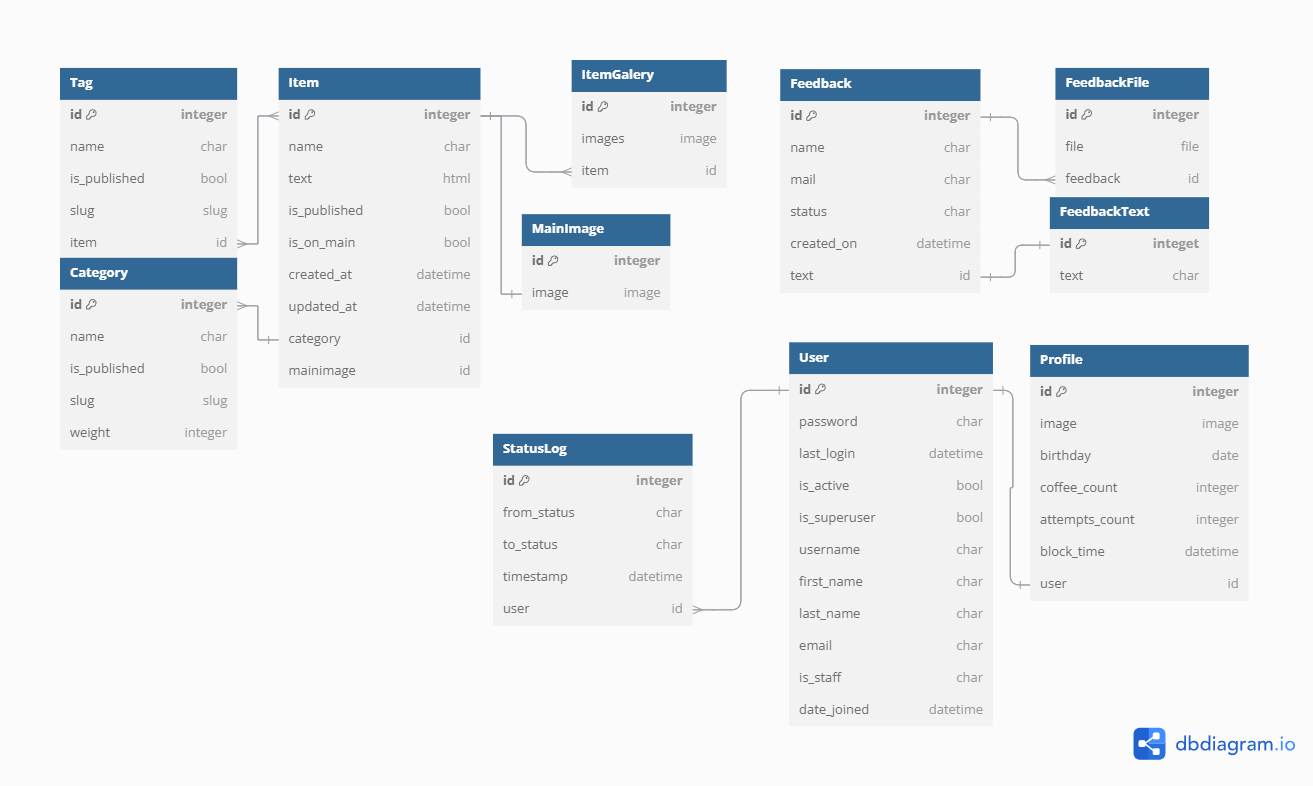 Tag
id integer
name char
is_published bool
slug slug
item id
Category
id integer
name char
is_published bool
slug slug
weight integer
Item
id integer
name char
text html
is_published bool
is_on_main bool
created_at datetime
updated_at datetime
category id
mainimage id
ItemGalery
id integer
images image
item id
MainImage
id integer
image image
Feedback
id integer
name char
mail char
status char
created_on datetime
text id
FeedbackFile
id integer
file file
feedback id
FeedbackText
id integet
text char
StatusLog
id integer
from_status char
to_status char
timestamp datetime
user id
User
id integer
password char
last_login datetime
is_active bool
is_superuser bool
username char
first_name char
last_name char
email char
is_staff char
date_joined datetime
Profile
id integer
image image
birthday date
coffee_count integer
attempts_count integer
block_time datetime
user id
dbdiagram.io